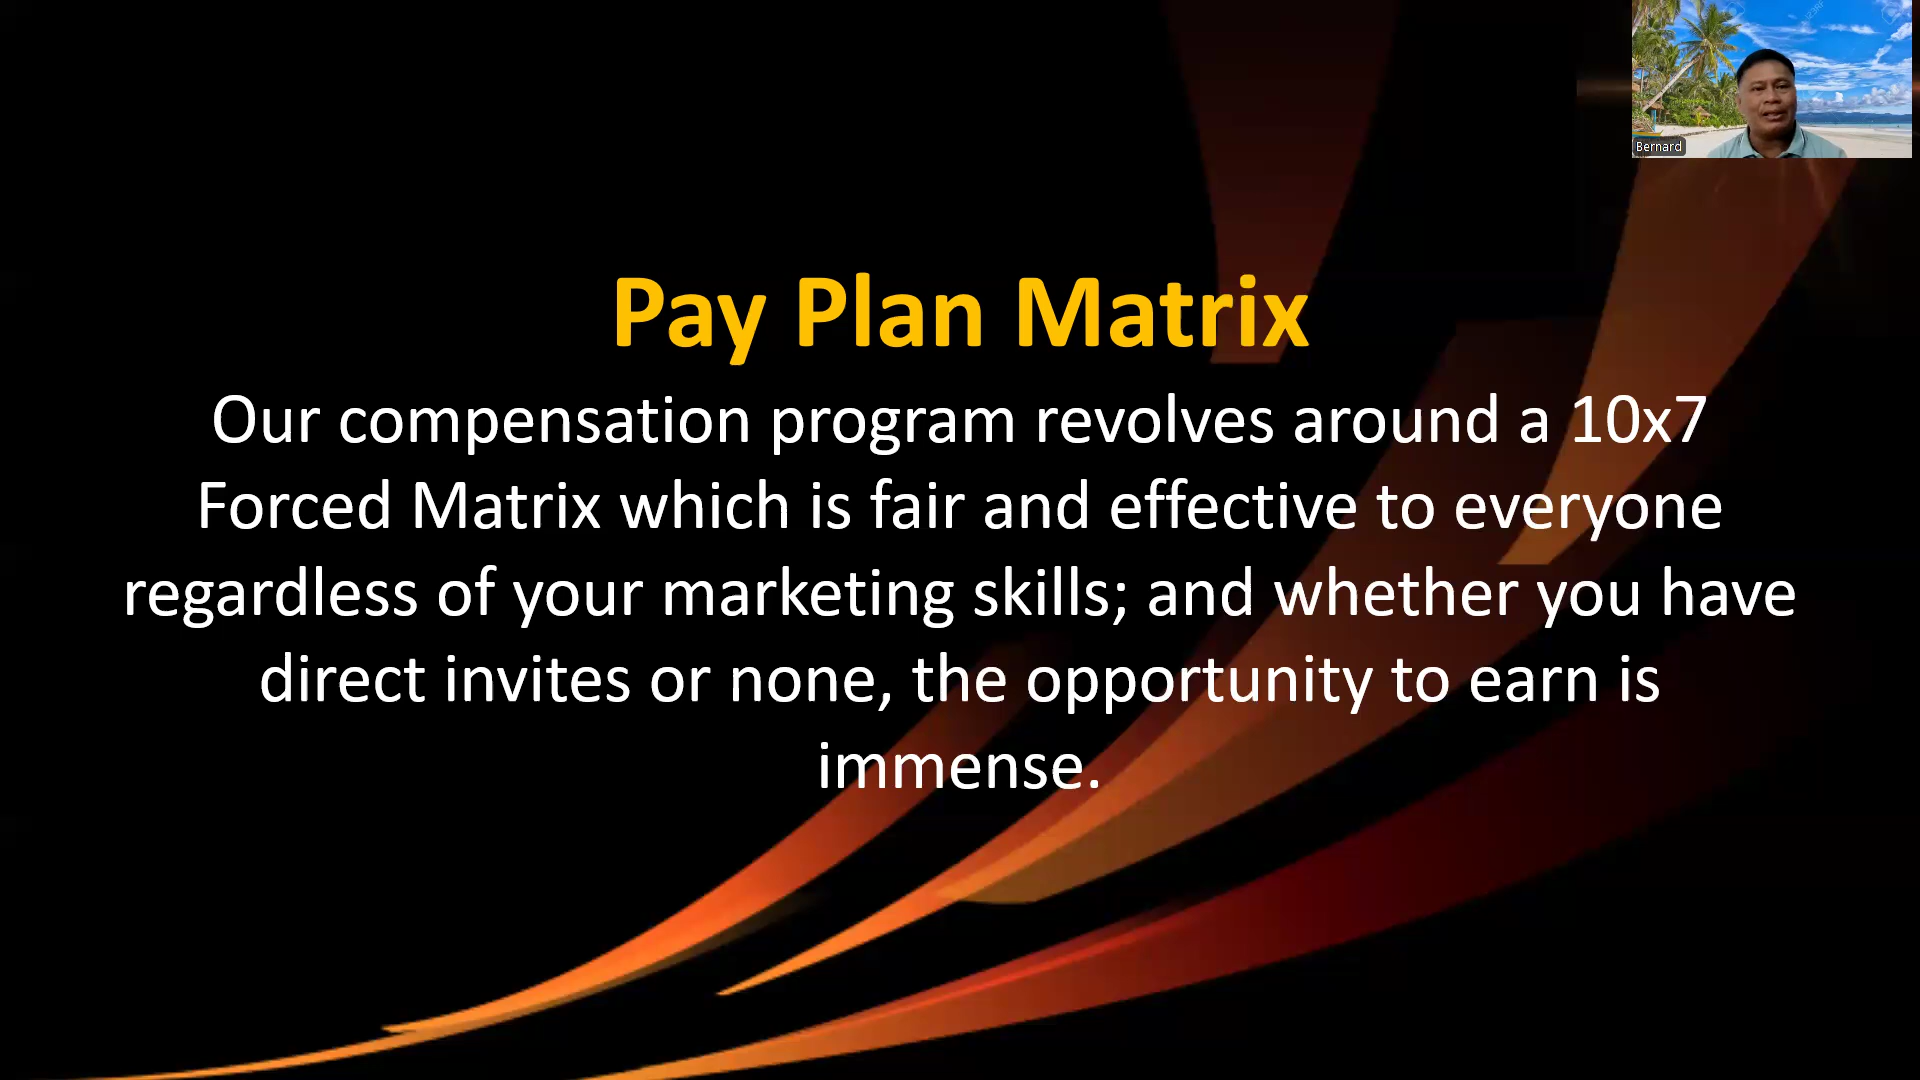 Bernard
Pay Plan Matrix
Our compensation program revolves around a 10x7
Forced Matrix which is fair and effective to everyone
regardless of your marketing skills; and whether you have
direct invites or none, the opportunity to earn is
immense.